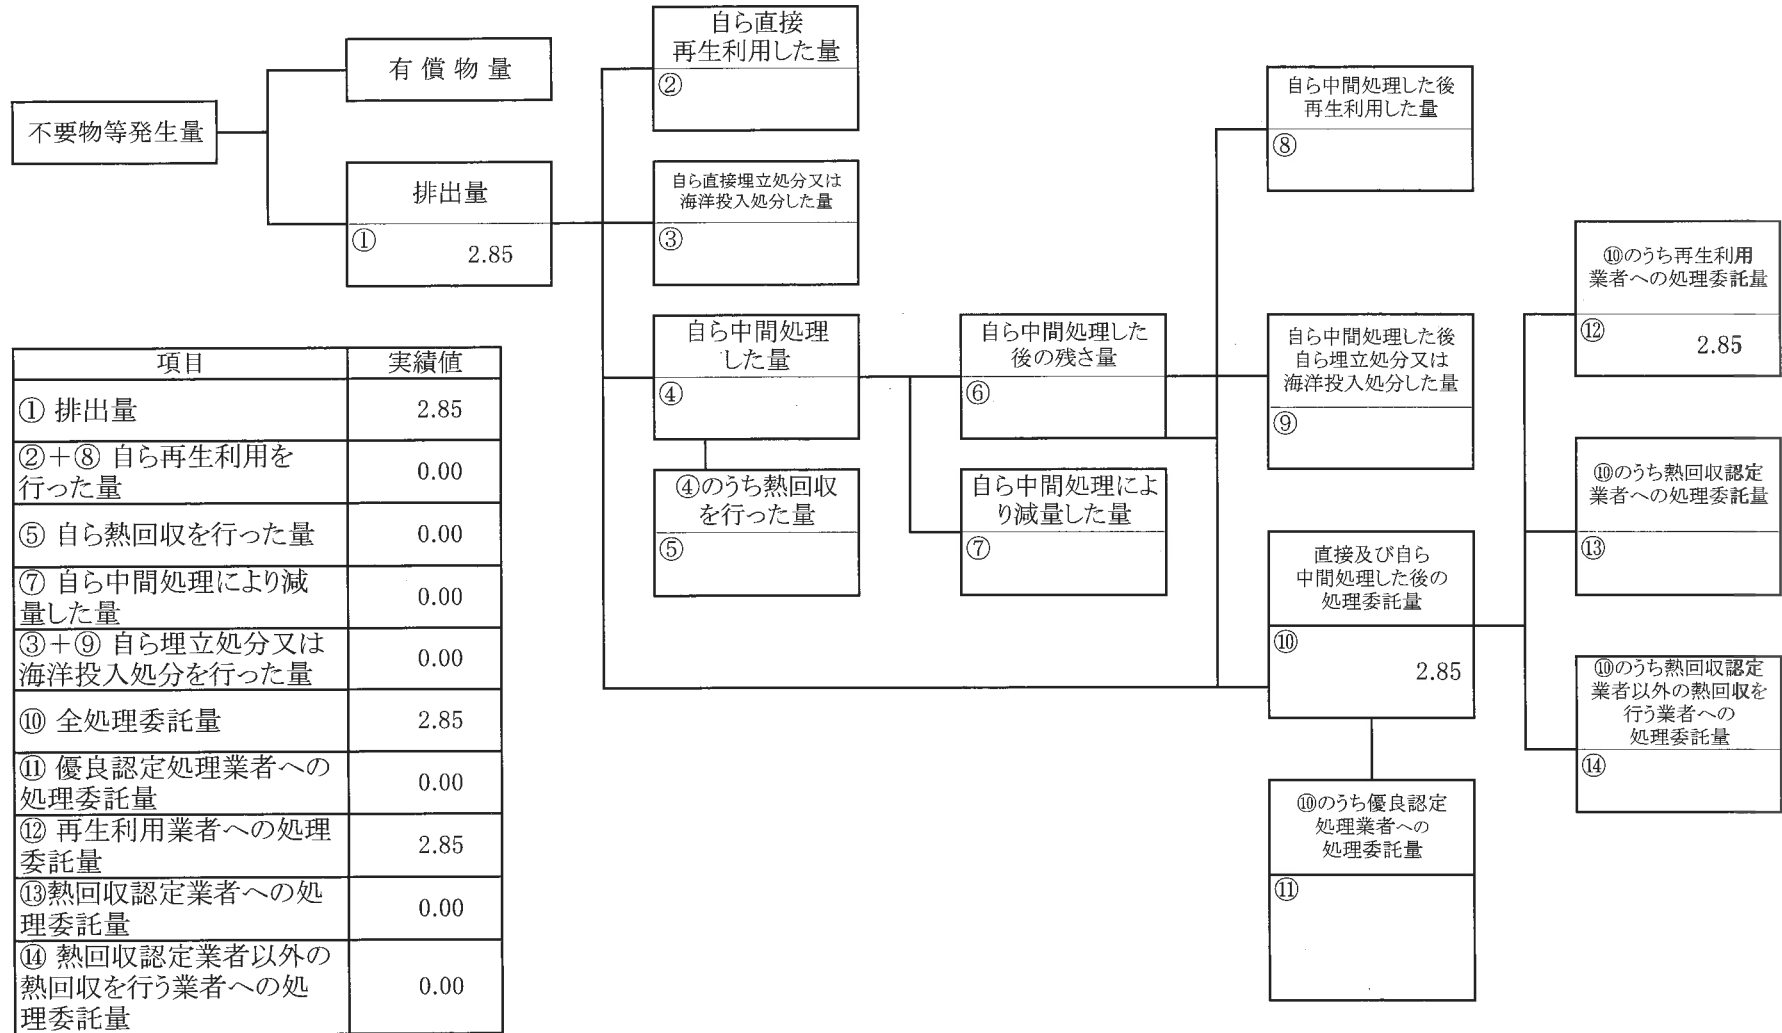 不要物等発生量
有償物量
排出量
①
2.85
自ら直接
再生利用した量
②
自ら直接埋立処分又は
海洋投入処分した量
③
自ら中間処理
した量
④
④のうち熱回収
を行った量
⑤
自ら中間処理した
後の残さ量
⑥
自ら中間処理によ
り減量した量
⑦
自ら中間処理した後
再生利用した量
⑧
自ら中間処理した後
自ら埋立処分又は
海洋投入処分した量
⑨
直接及び自ら
中間処理した後の
処理委託量
⑩
2.85
⑩のうち優良認定
処理業者への
処理委託量
⑪
⑩のうち再生利用
業者への処理委託量
⑫
2.85
⑩のうち熱回収認定
業者への処理委託量
⑬
⑩のうち熱回収認定
業者以外の熱回収を
行う業者への
処理委託量
⑭
項目 実績値
① 排出量 2.85
②+⑧ 自ら再生利用を
行った量 0.00
⑤ 自ら熱回収を行った量 0.00
⑦ 自ら中間処理により減
量した量 0.00
③+⑨ 自ら埋立処分又は
海洋投入処分を行った量 0.00
⑩ 全処理委託量 2.85
⑪ 優良認定処理業者への
処理委託量 0.00
⑫ 再生利用業者への処理
委託量 2.85
⑬熱回収認定業者への処
理委託量 0.00
⑭ 熱回収認定業者以外の
熱回収を行う業者への処
理委託量 0.00